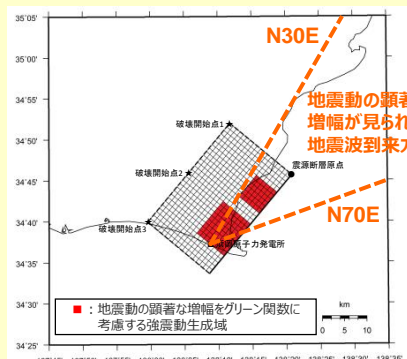 35°05'
N30E
35°00'
34°55'
地震動の顕著
増幅が見られ
地震波到来方
34°50'
破壊開始点1
破壊開始点2
震源断層原点
34°45'
N70E
34°40'
破壊開始点3
原子力発電所
34°35'
34°30'
■：地震動の顕著な増幅をグリーン関数に
考慮する強震動生成域
km
0 5 10
34°25'